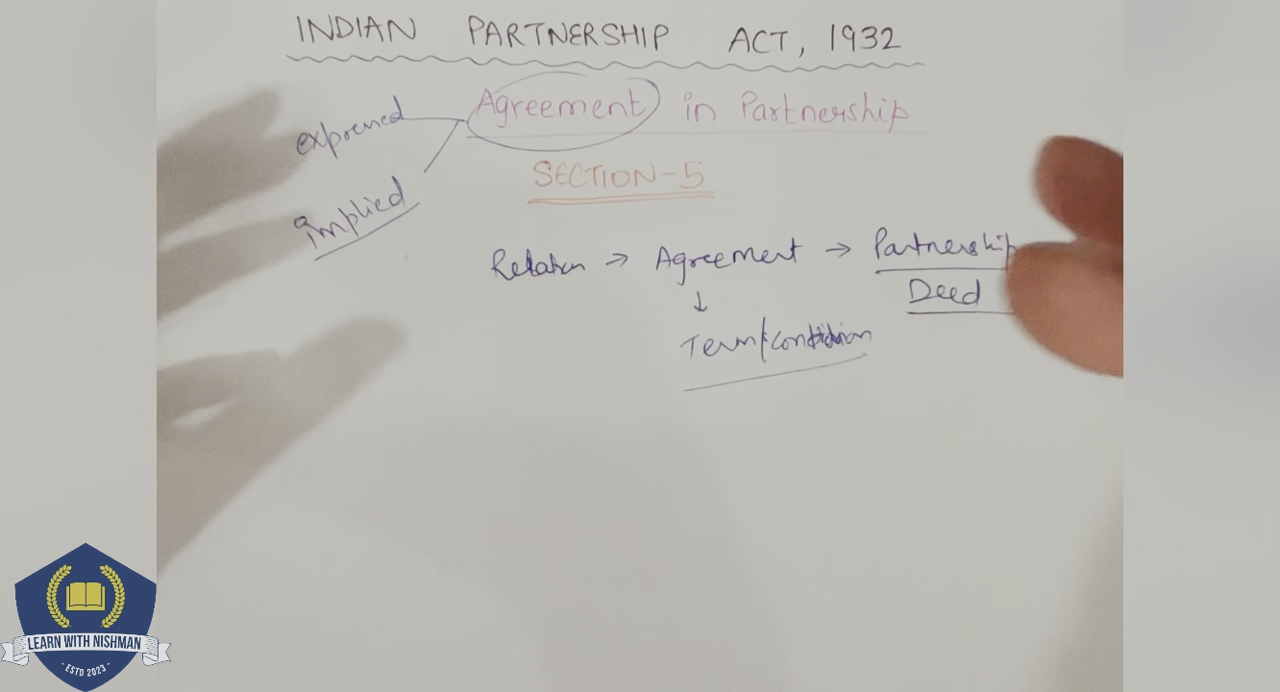 INDIAN PARTNERSHIP ACT, 1932
Agreement in Partnership
expressed
implied
SECTION-5
Relation → Agreement → Partnership
Deed
↓
Term/condition
LEARN WITH NISHMAN
- ESTD 2023 -